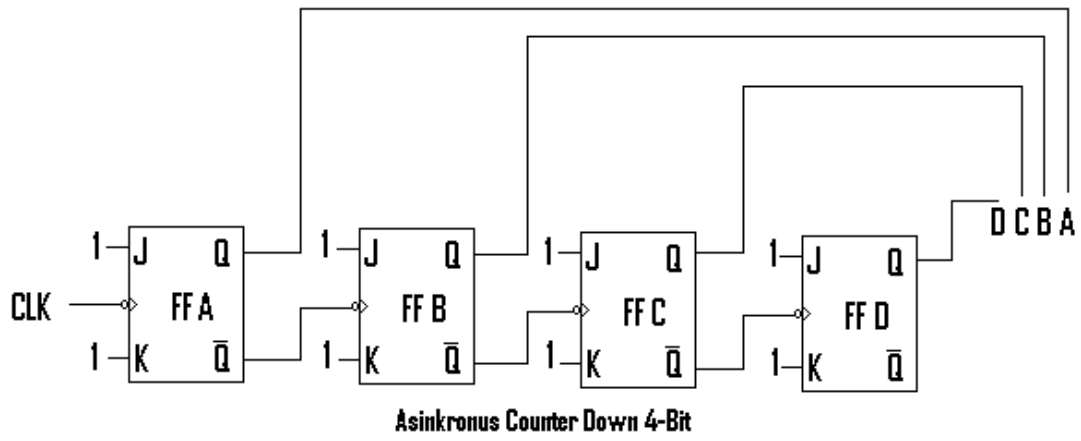 D C B A
1 J Q 1 J Q 1 J Q 1 J Q
CLK FF A FF B FF C FF D
1 K Q̅ 1 K Q̅ 1 K Q̅ 1 K Q̅
Asinkronus Counter Down 4-Bit